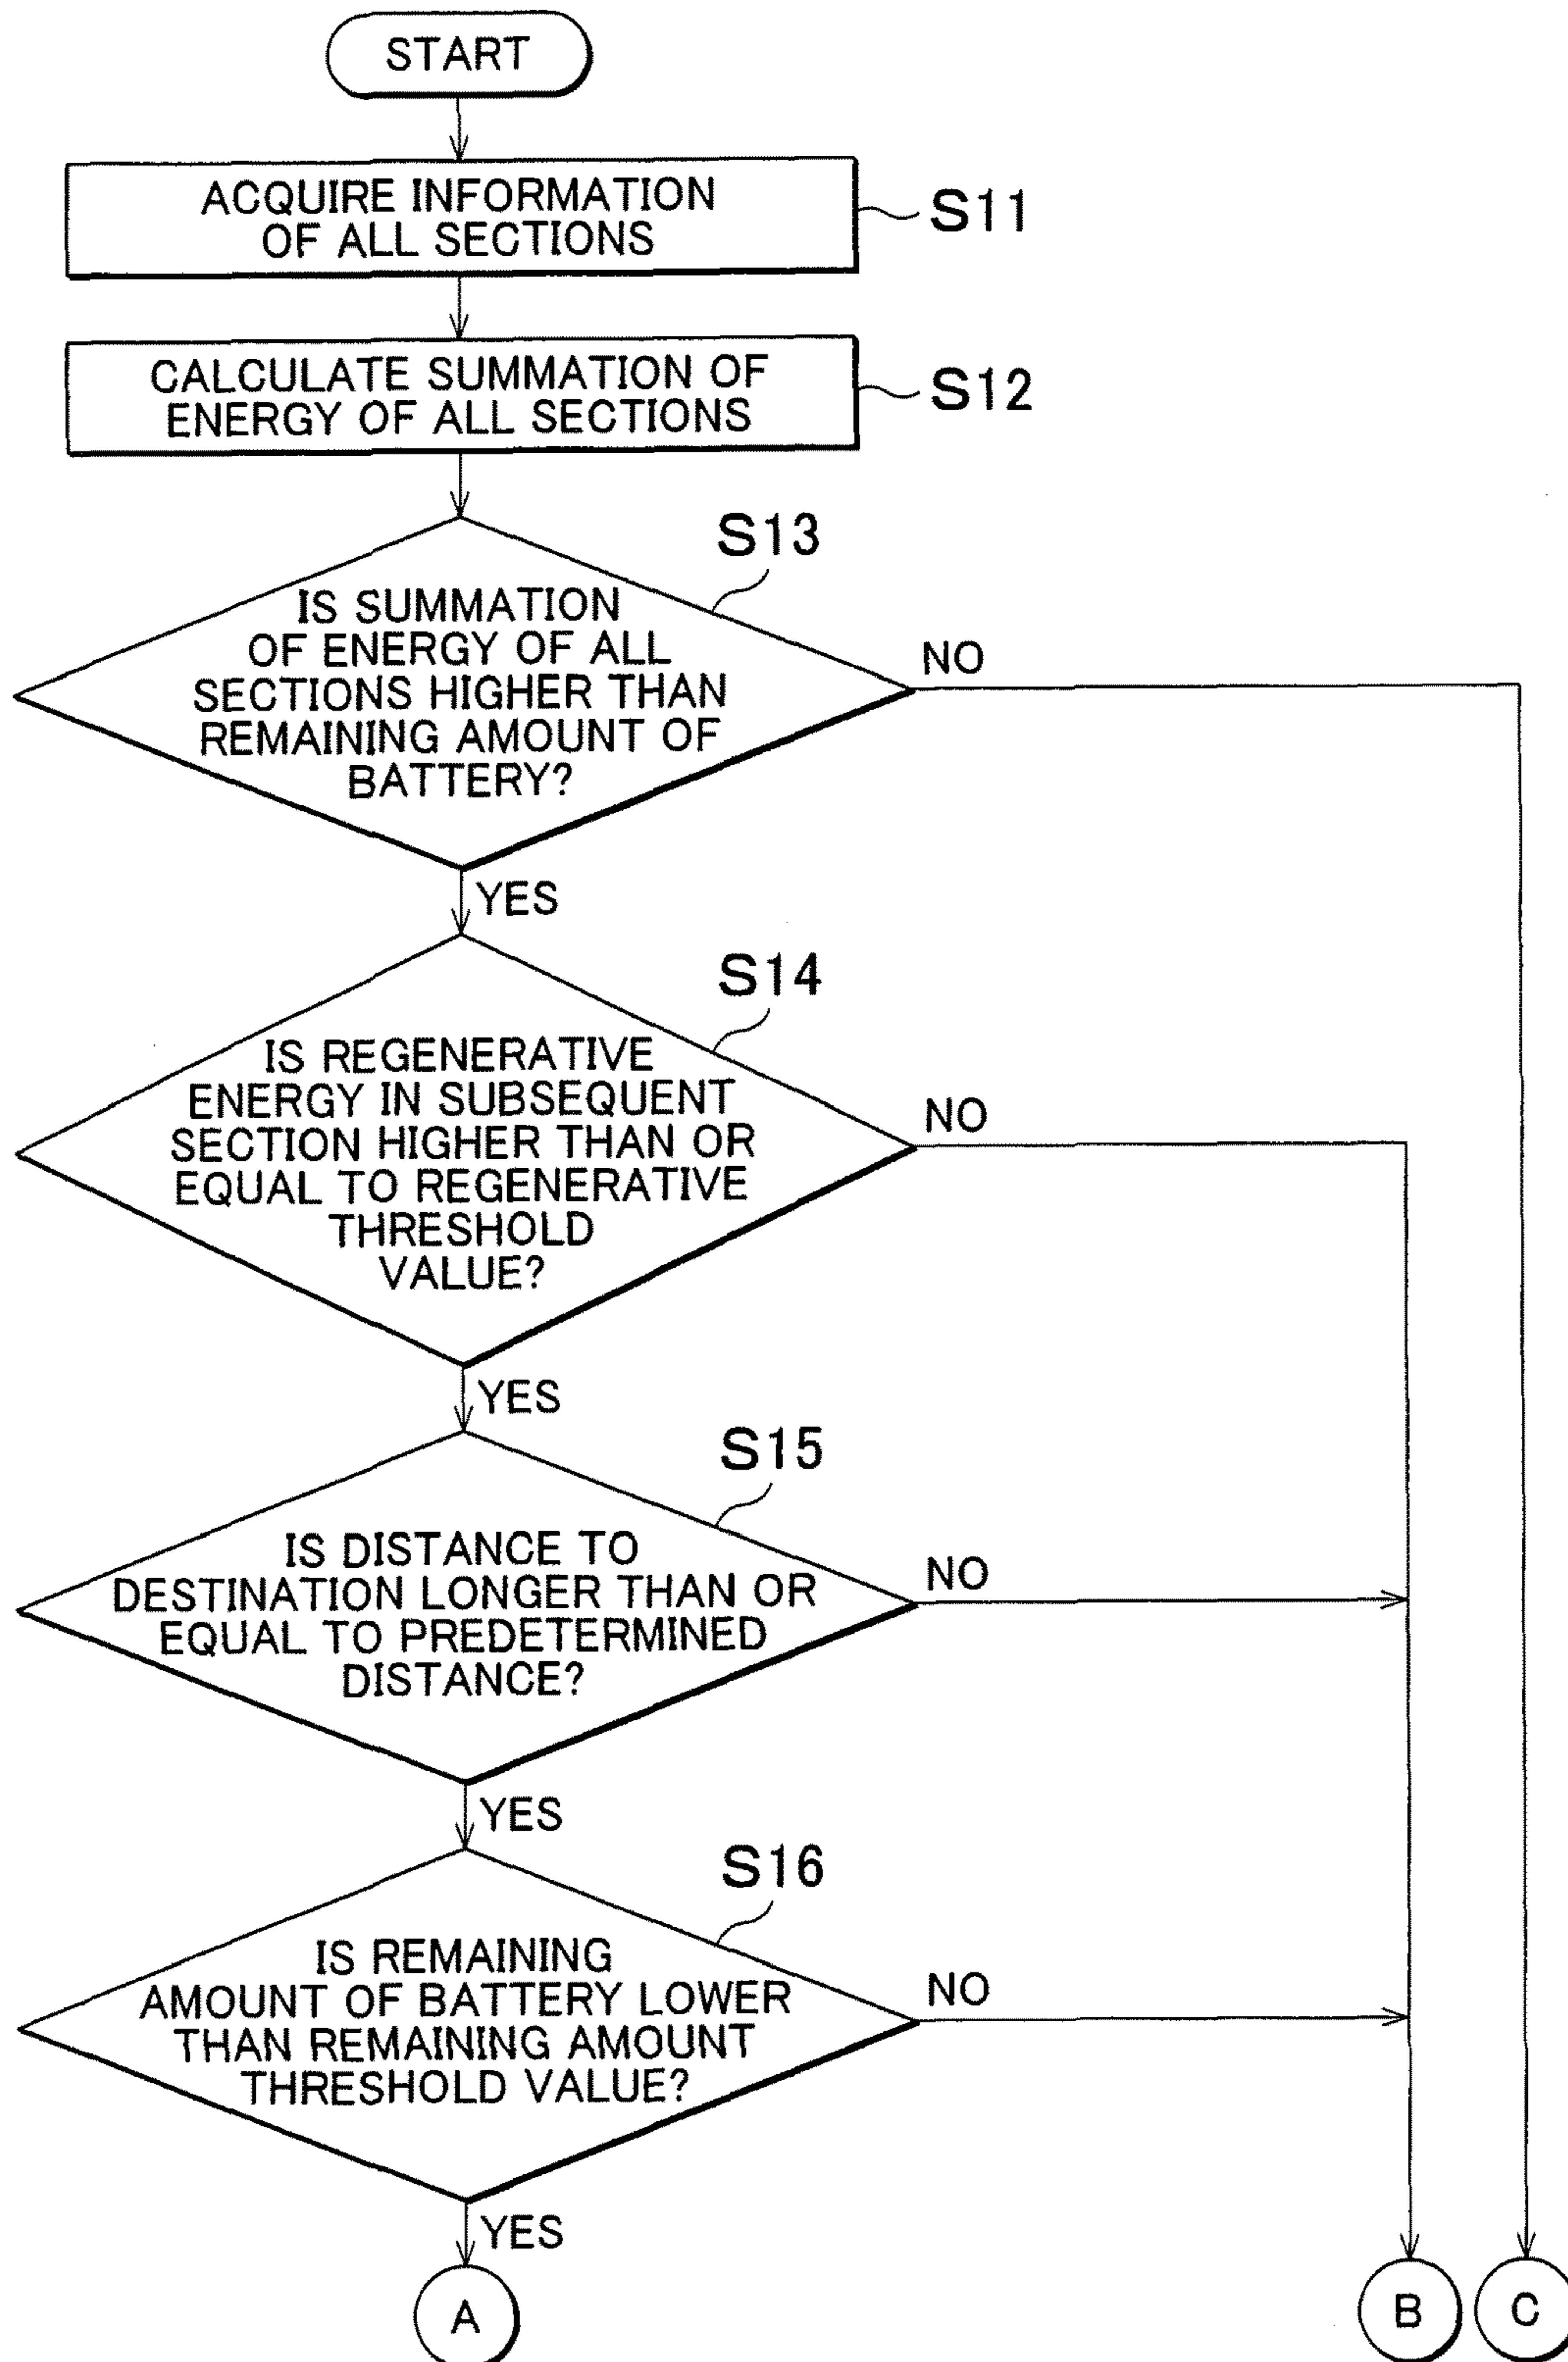 START
ACQUIRE INFORMATION
OF ALL SECTIONS
S11
CALCULATE SUMMATION OF
ENERGY OF ALL SECTIONS
S12
S13
IS SUMMATION
OF ENERGY OF ALL
SECTIONS HIGHER THAN
REMAINING AMOUNT OF
BATTERY?
NO
YES
S14
IS REGENERATIVE
ENERGY IN SUBSEQUENT
SECTION HIGHER THAN OR
EQUAL TO REGENERATIVE
THRESHOLD
VALUE?
NO
YES
S15
IS DISTANCE TO
DESTINATION LONGER THAN OR
EQUAL TO PREDETERMINED
DISTANCE?
NO
YES
S16
IS REMAINING
AMOUNT OF BATTERY LOWER
THAN REMAINING AMOUNT
THRESHOLD VALUE?
NO
YES
A
B
C